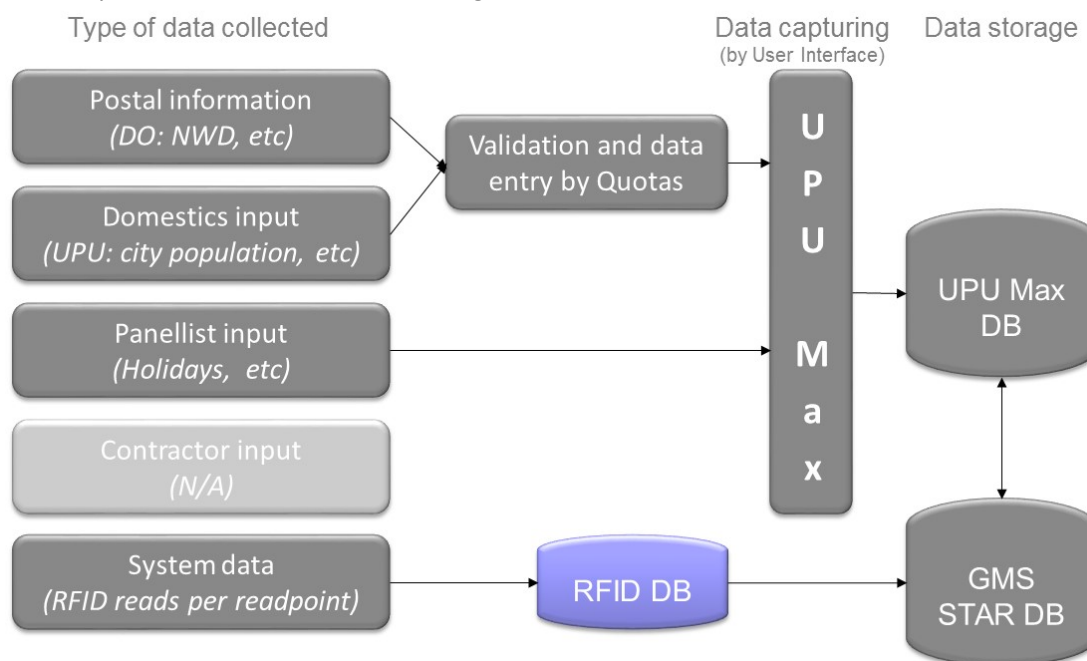 Type of data collected
Data capturing
(by User Interface)
Data storage
Postal information
(DO: NWD, etc)
Domestics input
(UPU: city population, etc)
Validation and data
entry by Quotas
Panellist input
(Holidays, etc)
Contractor input
(N/A)
System data
(RFID reads per readpoint)
RFID DB
U
P
U
M
a
x
UPU Max
DB
GMS
STAR DB